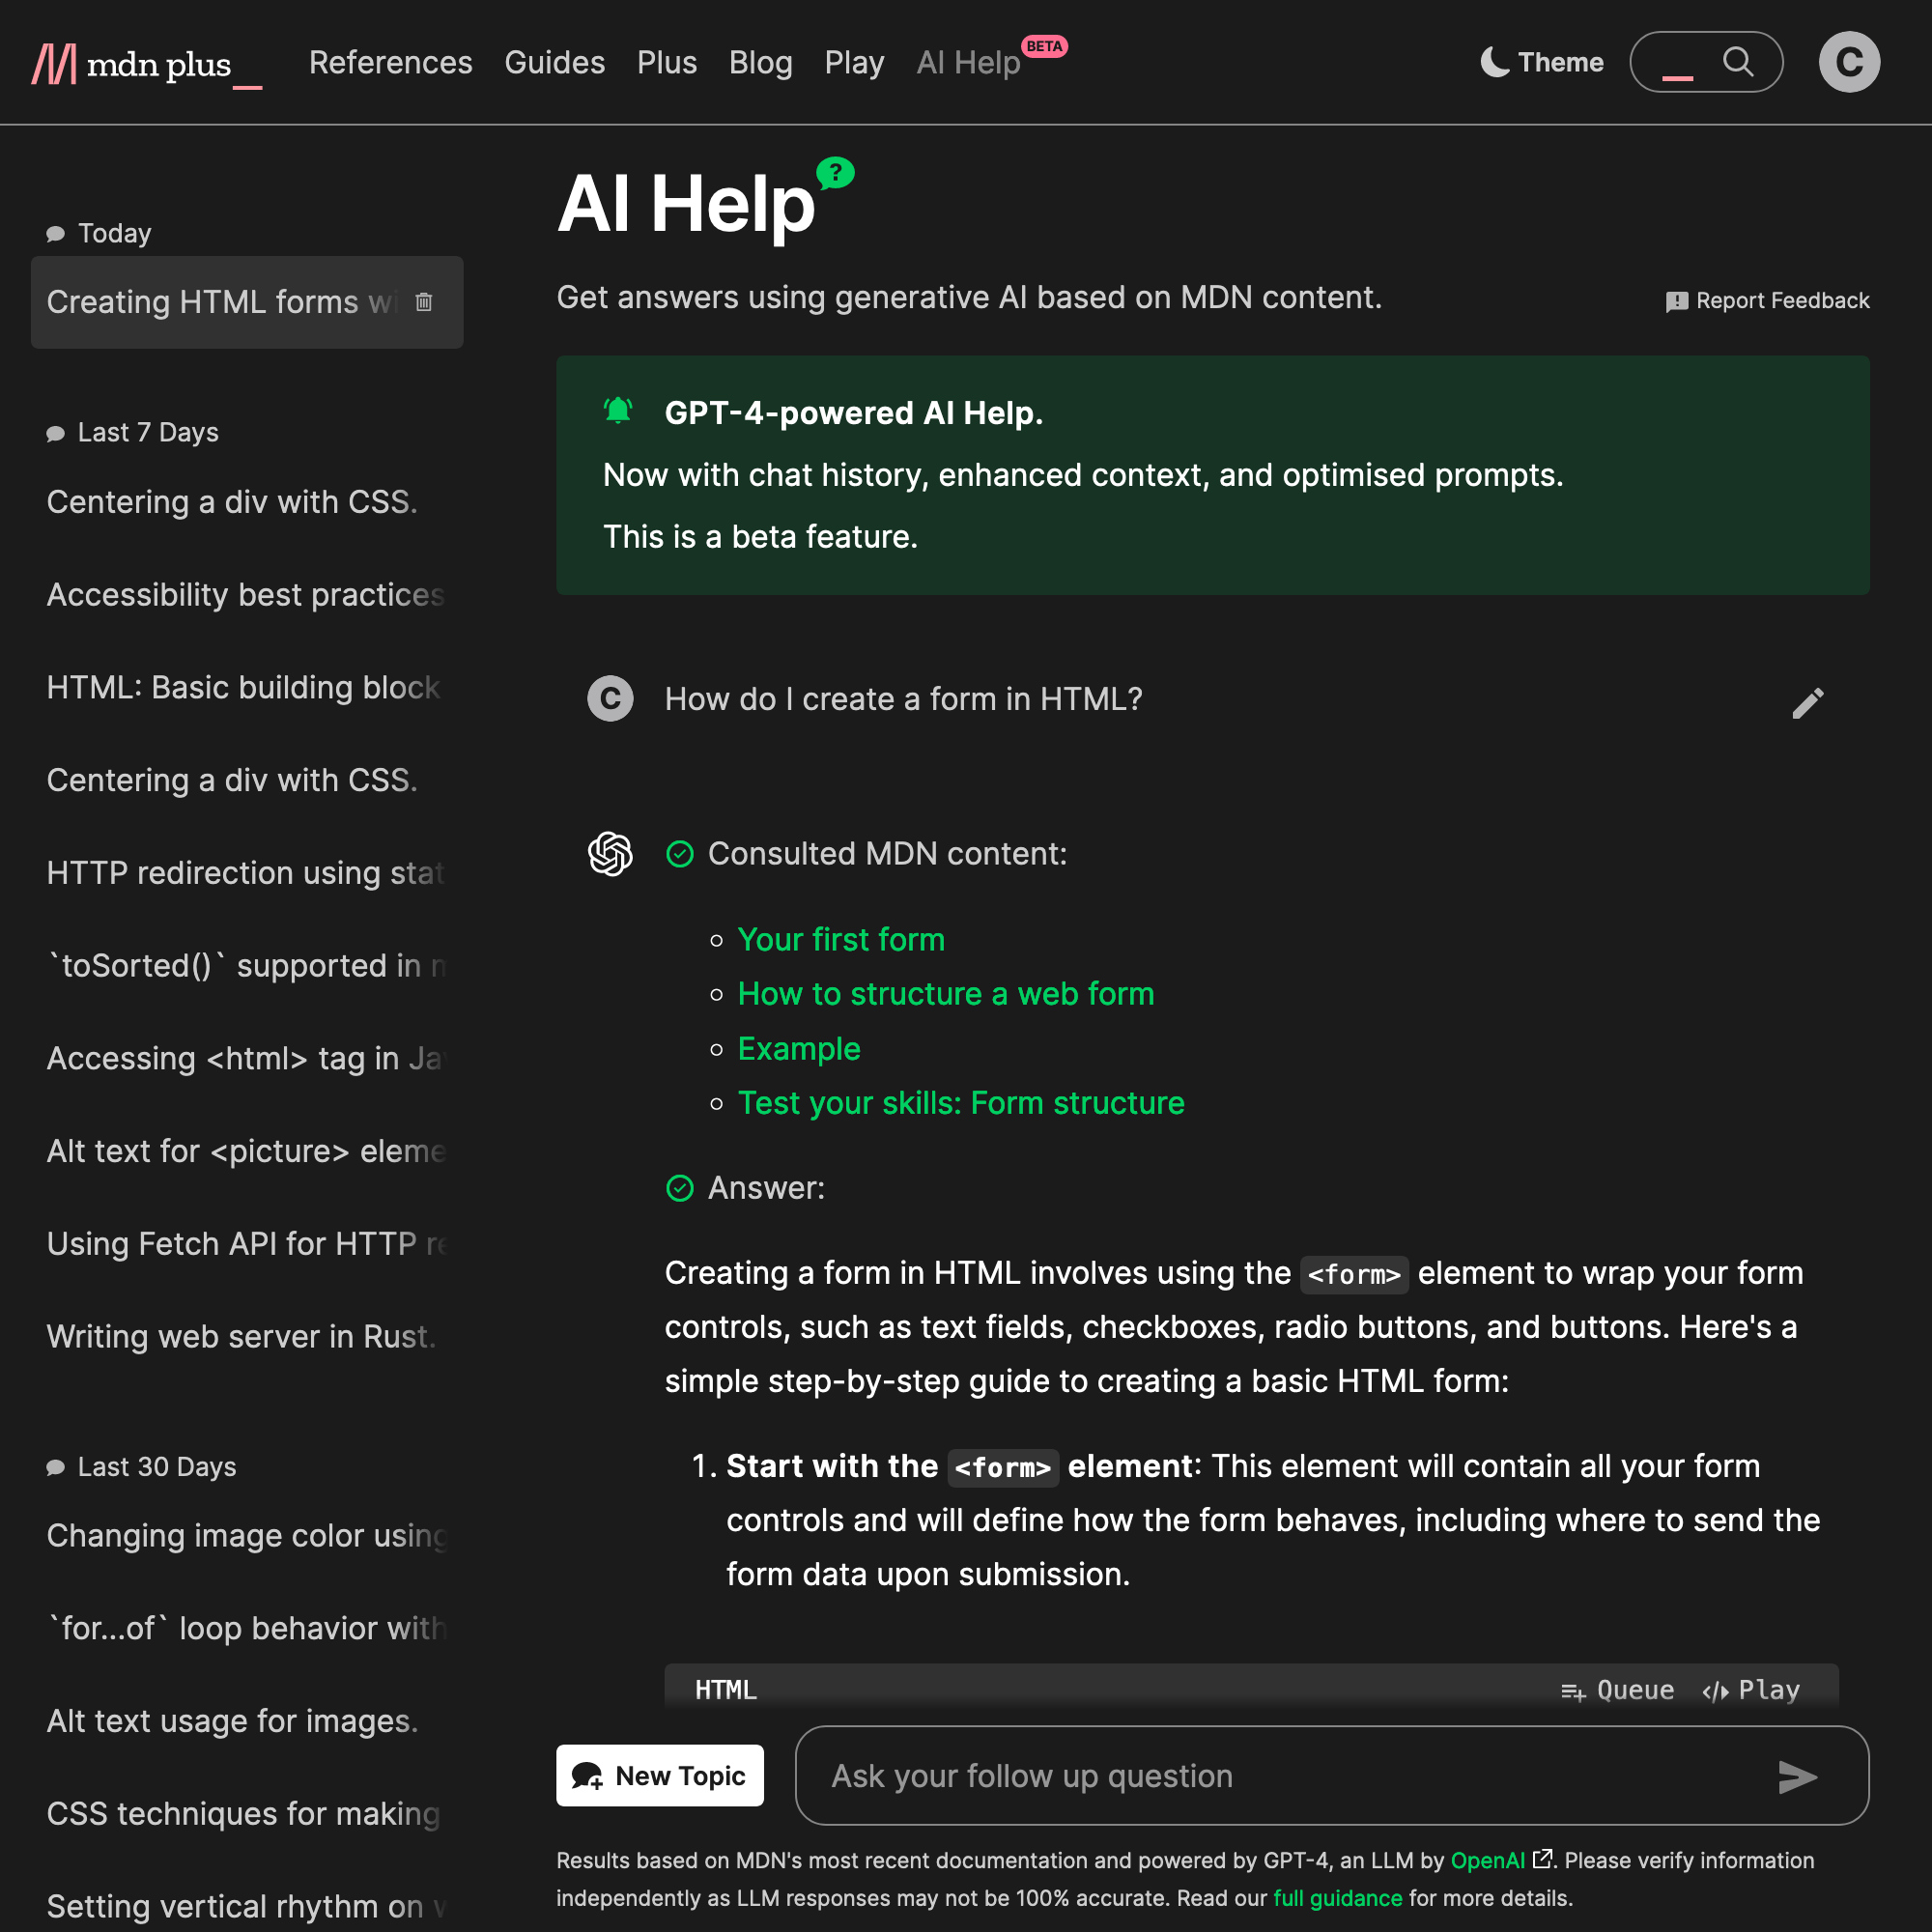 mdn plus_
References Guides Plus Blog Play AI Help BETA
Theme
C
Today
Creating HTML forms
Last 7 Days
Centering a div with CSS.
Accessibility best practices
HTML: Basic building block
Centering a div with CSS.
HTTP redirection using
`toSorted()` supported in
Accessing <html> tag in
Alt text for <picture>
Using Fetch API for HTTP
Writing web server in Rust.
Last 30 Days
Changing image color using
`for...of` loop behavior with
Alt text usage for images.
CSS techniques for making
Setting vertical rhythm on
AI Help ?
Get answers using generative AI based on MDN content.
Report Feedback
GPT-4-powered AI Help.
Now with chat history, enhanced context, and optimised prompts.
This is a beta feature.
C How do I create a form in HTML?
Consulted MDN content:
Your first form
How to structure a web form
Example
Test your skills: Form structure
Answer:
Creating a form in HTML involves using the <form> element to wrap your form
controls, such as text fields, checkboxes, radio buttons, and buttons. Here's a
simple step-by-step guide to creating a basic HTML form:
1. Start with the <form> element: This element will contain all your form
controls and will define how the form behaves, including where to send the
form data upon submission.
HTML Queue Play
New Topic
Ask your follow up question
Results based on MDN's most recent documentation and powered by GPT-4, an LLM by OpenAI. Please verify information
independently as LLM responses may not be 100% accurate. Read our full guidance for more details.